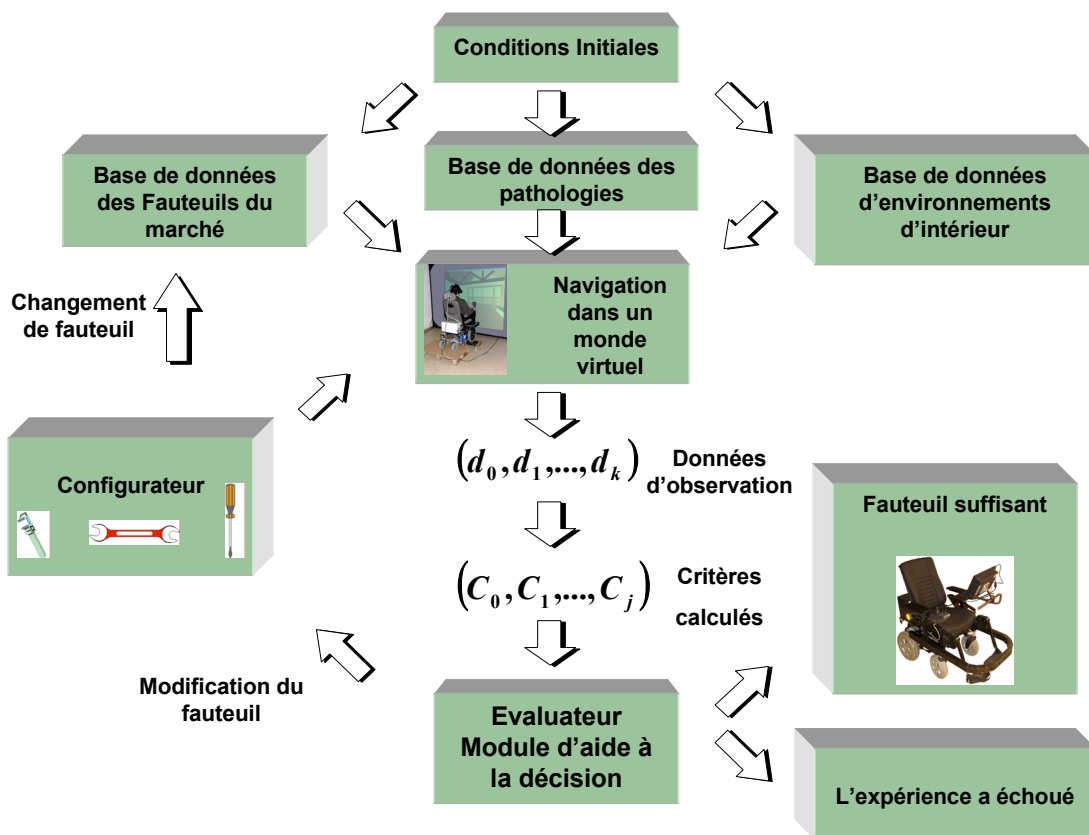 Conditions Initiales
Base de données
des Fauteuils du
marché
Base de données des
pathologies
Base de données
d'environnements
d'intérieur
Changement
de fauteuil
Navigation
dans un
monde
virtuel
Configurateur
(d₀, d₁,..., dₖ)
Données
d'observation
Fauteuil suffisant
(C₀, C₁,..., Cⱼ)
Critères
calculés
Modification du
fauteuil
Evaluateur
Module d'aide à
la décision
L'expérience a échoué